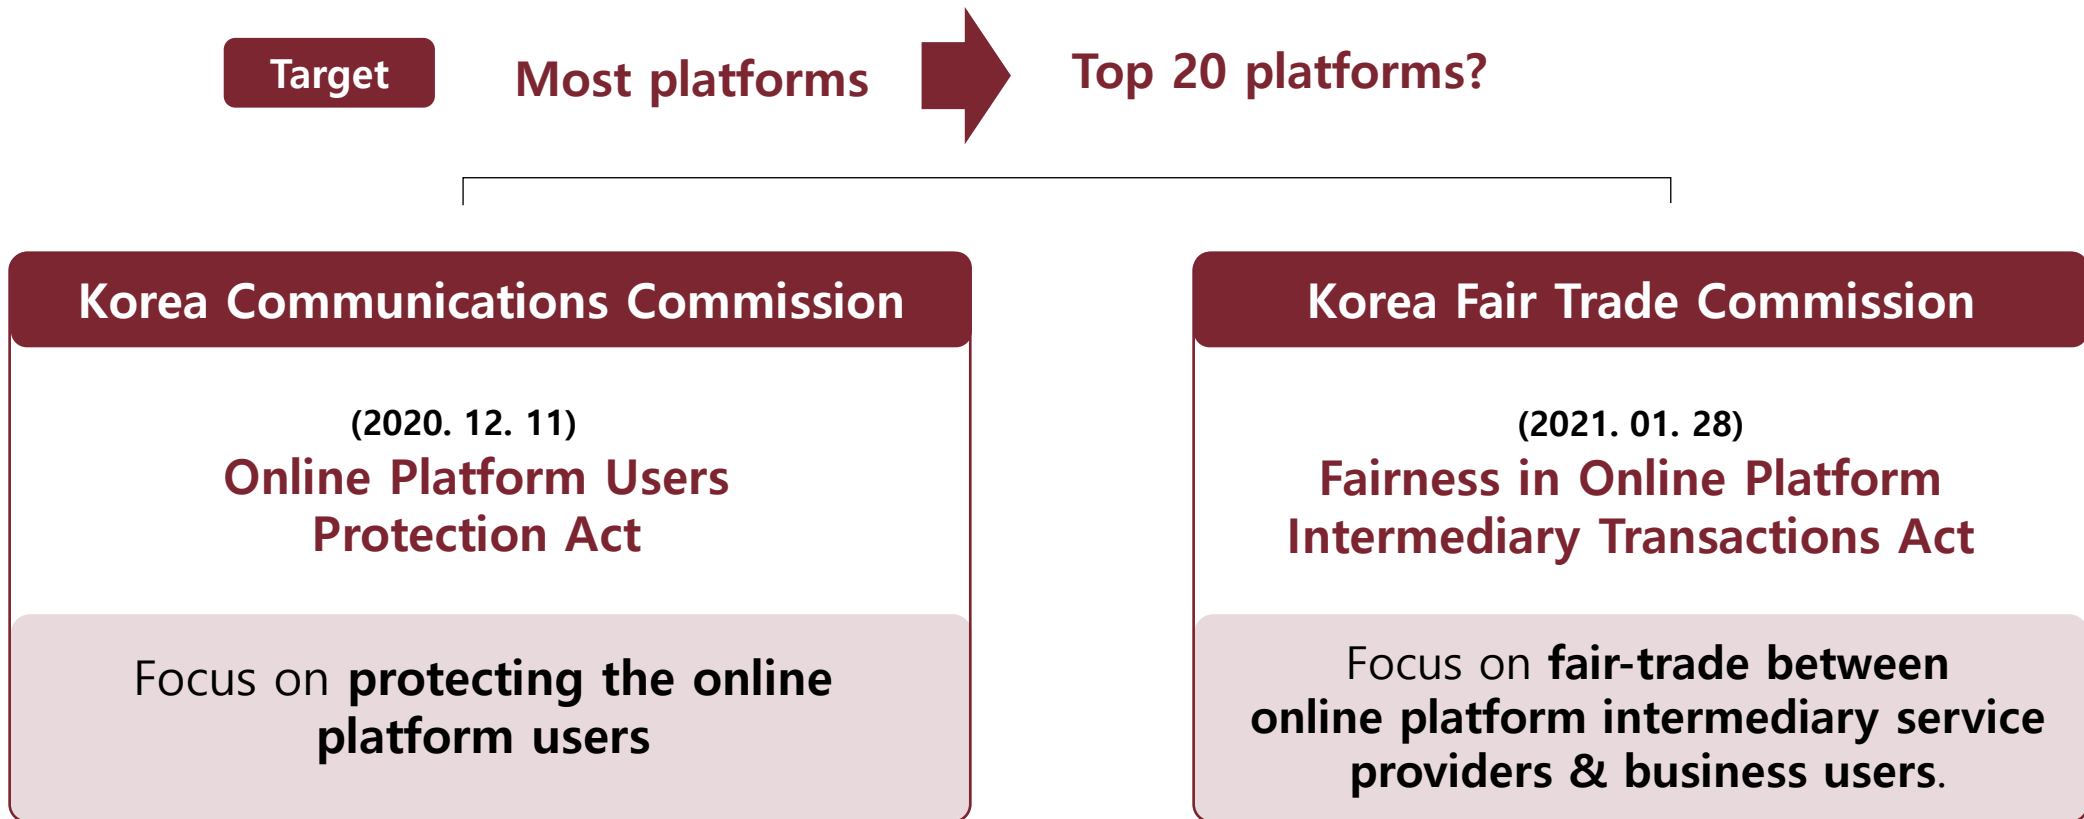 Target
Most platforms
Top 20 platforms?
Korea Communications Commission
(2020. 12. 11)
Online Platform Users
Protection Act
Focus on protecting the online
platform users
Korea Fair Trade Commission
(2021. 01. 28)
Fairness in Online Platform
Intermediary Transactions Act
Focus on fair-trade between
online platform intermediary service
providers & business users.